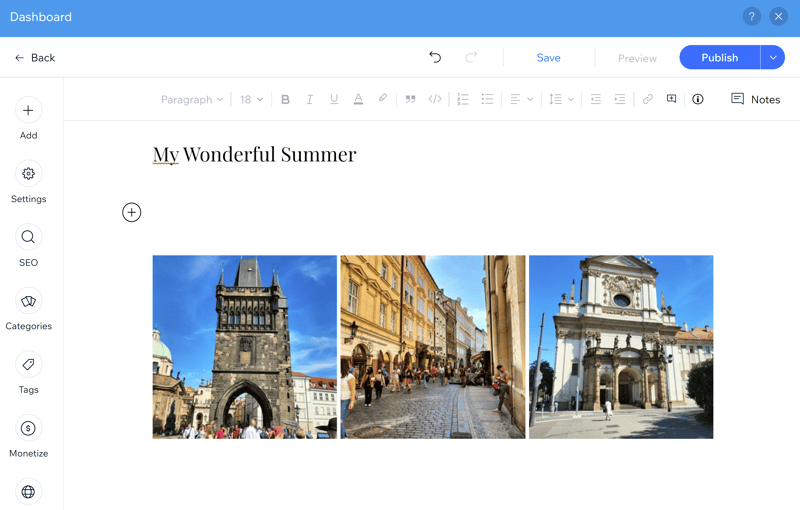 Dashboard
?
Back
Save
Preview
Publish
Paragraph
18
B
I
U
A
Notes
Add
Settings
SEO
Categories
Tags
$
Monetize
My Wonderful Summer